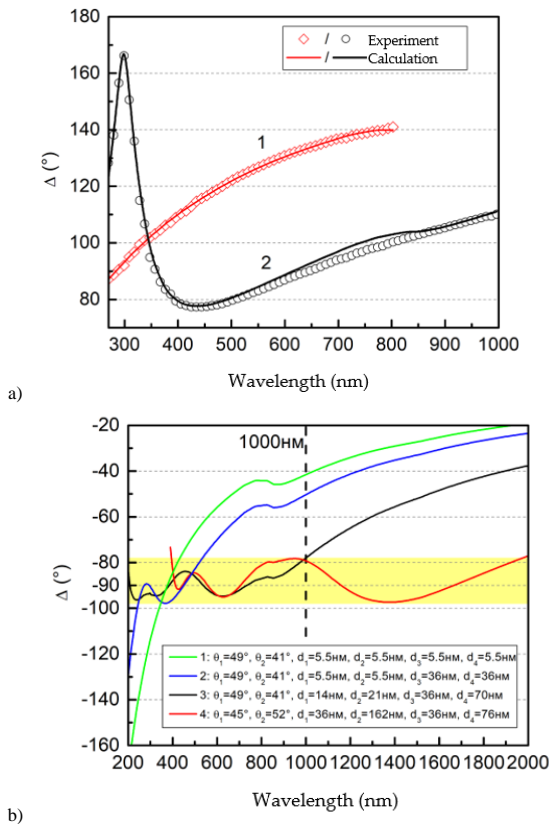 180
160
140
120
100
80
Δ (°)
◇ / ○ Experiment
— / — Calculation
1
2
300 400 500 600 700 800 900 1000
Wavelength (nm)
a)
-20
-40
-60
-80
-90
-100
-120
-140
-160
Δ (°)
1000нм
1: θ₁=49°, θ₂=41°, d₁=5.5нм, d₂=5.5нм, d₃=5.5нм, d₄=5.5нм
2: θ₁=49°, θ₂=41°, d₁=5.5нм, d₂=5.5нм, d₃=36нм, d₄=36нм
3: θ₁=49°, θ₂=41°, d₁=14нм, d₂=21нм, d₃=36нм, d₄=70нм
4: θ₁=45°, θ₂=52°, d₁=36нм, d₂=162нм, d₃=36нм, d₄=76нм
200 400 600 800 1000 1200 1400 1600 1800 2000
Wavelength (nm)
b)